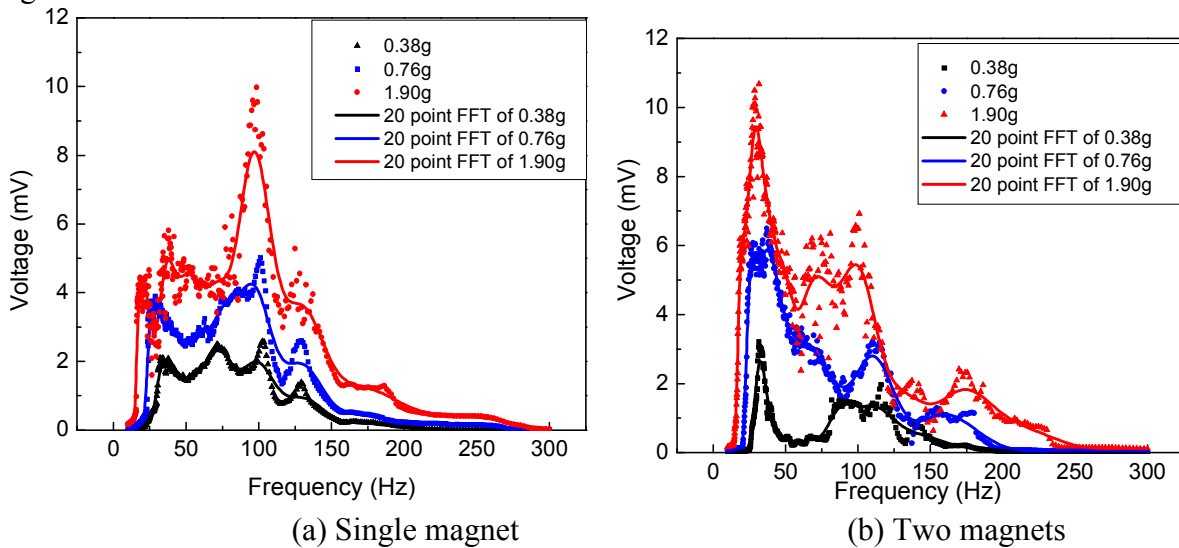 12
10
8
6
4
2
0
Voltage (mV)
0.38g
0.76g
1.90g
20 point FFT of 0.38g
20 point FFT of 0.76g
20 point FFT of 1.90g
0 50 100 150 200 250 300
Frequency (Hz)
(a) Single magnet
12
10
8
6
4
2
0
Voltage (mV)
0.38g
0.76g
1.90g
20 point FFT of 0.38g
20 point FFT of 0.76g
20 point FFT of 1.90g
0 50 100 150 200 250 300
Frequency (Hz)
(b) Two magnets